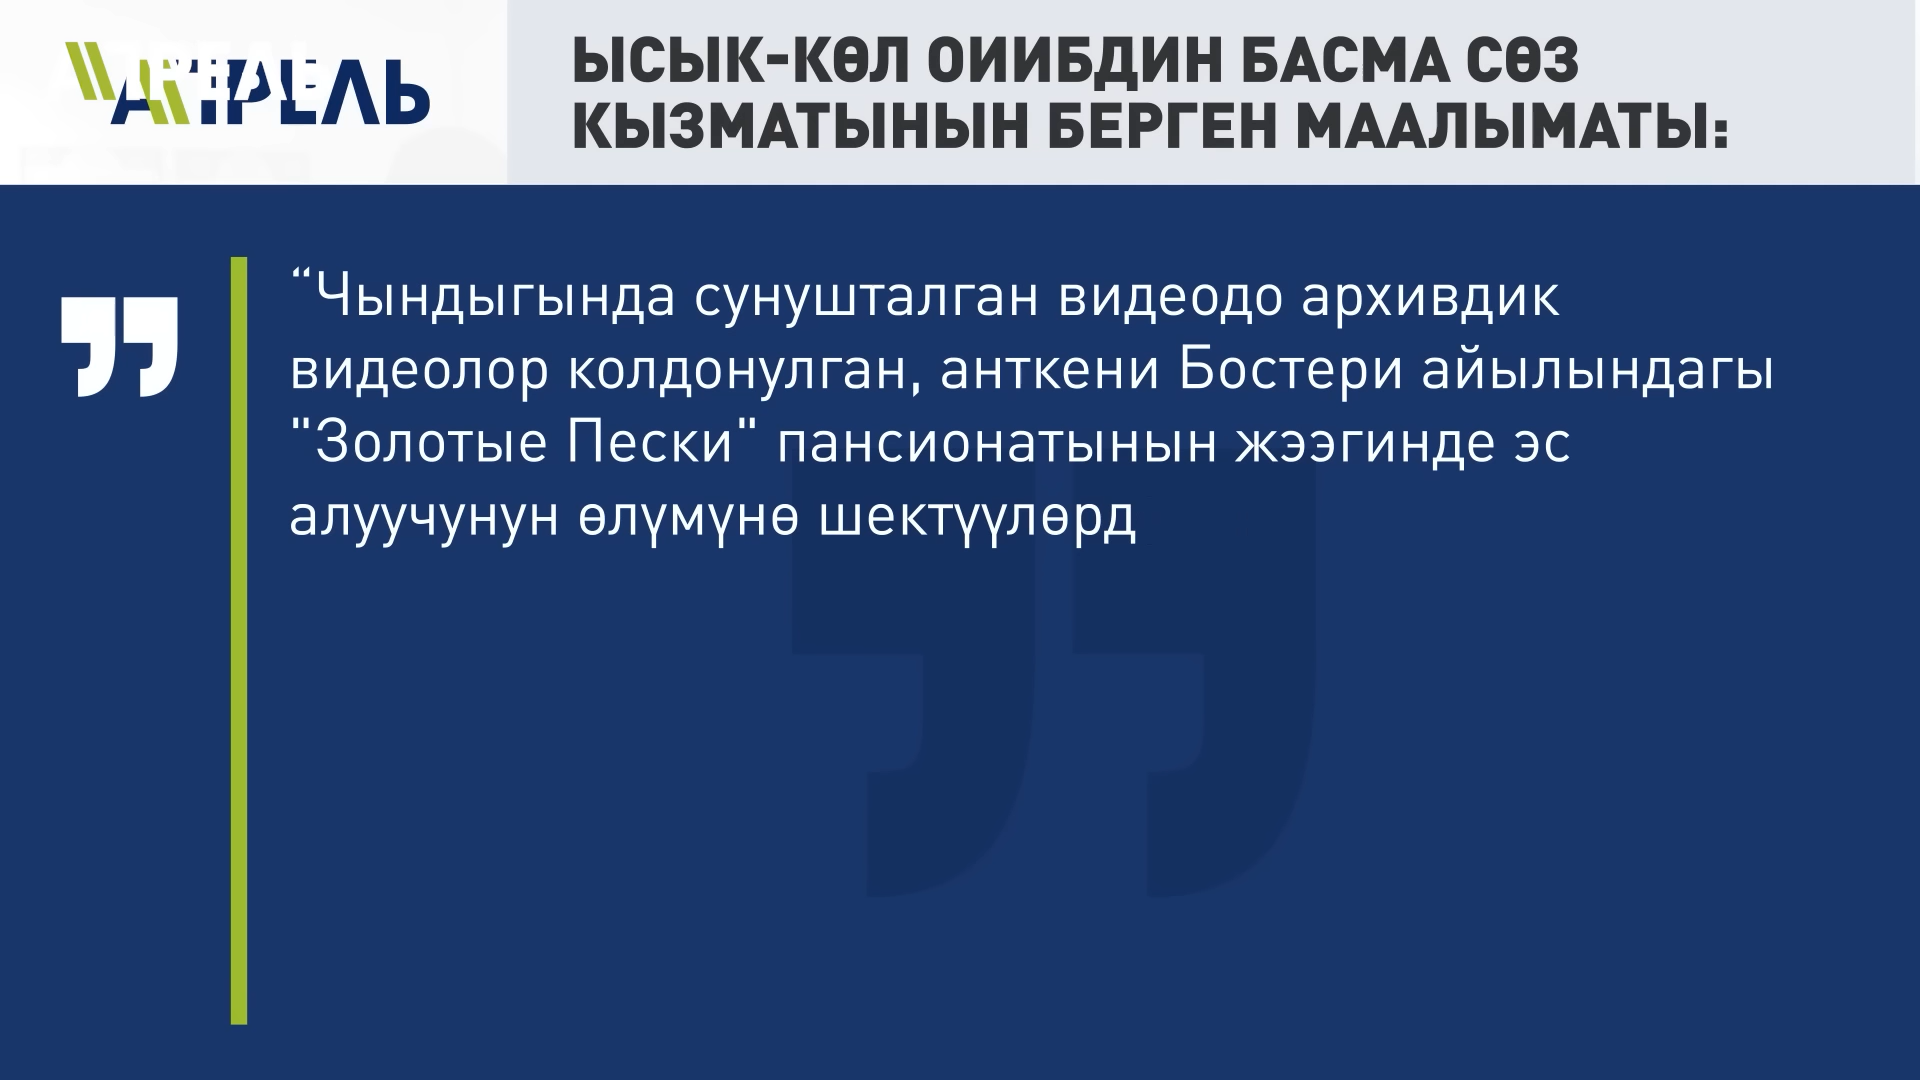 АПРЕЛЬ
ЫСЫК-КӨЛ ОИИБДИН БАСМА СӨЗ
КЫЗМАТЫНЫН БЕРГЕН МААЛЫМАТЫ:
“Чындыгында сунушталган видеодо архивдик
видеолор колдонулган, анткени Бостери айылындагы
"Золотые Пески" пансионатынын жээгинде эс
алуучунун өлүмүнө шектүүлөрд